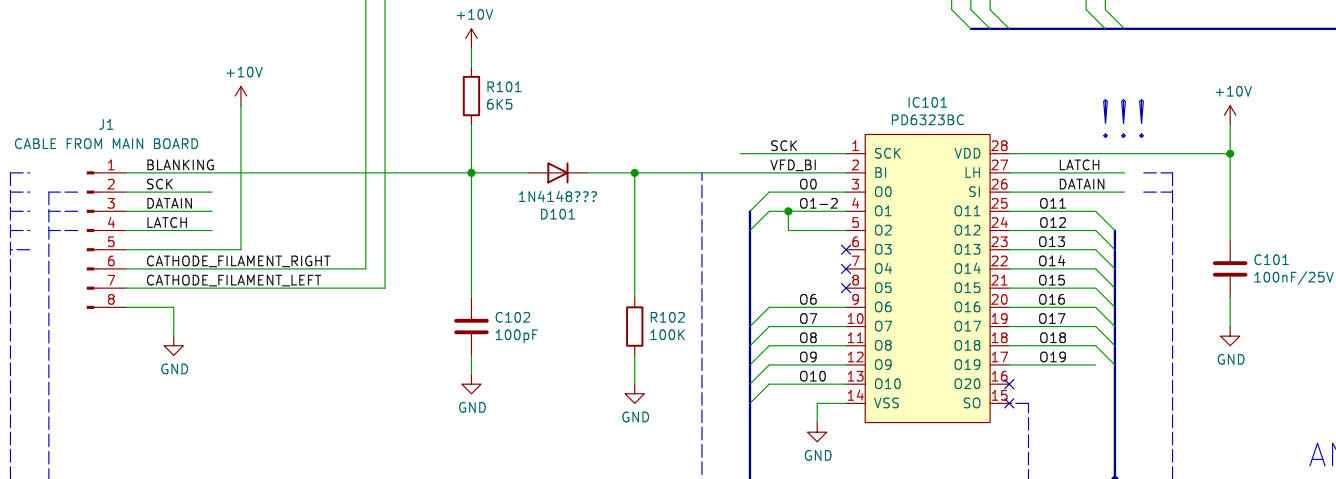 +10V
+10V
R101
6K5
J1
CABLE FROM MAIN BOARD
1 BLANKING
2 SCK
3 DATAIN
4 LATCH
5
6 CATHODE_FILAMENT_RIGHT
7 CATHODE_FILAMENT_LEFT
8
GND
1N4148???
D101
C102
100pF
GND
R102
100K
GND
IC101
PD6323BC
!!!
+10V
SCK 1 SCK VDD 28
VFD_BI 2 BI LH 27 LATCH
O0 3 O0 SI 26 DATAIN
O1-2 4 O1 O11 25 O11
5 O2 O12 24 O12
6 O3 O13 23 O13
7 O4 O14 22 O14
8 O5 O15 21 O15
O6 9 O6 O16 20 O16
O7 10 O7 O17 19 O17
O8 11 O8 O18 18 O18
O9 12 O9 O19 17 O19
O10 13 O10 O20 16
14 VSS SO 15
GND
C101
100nF/25V
GND